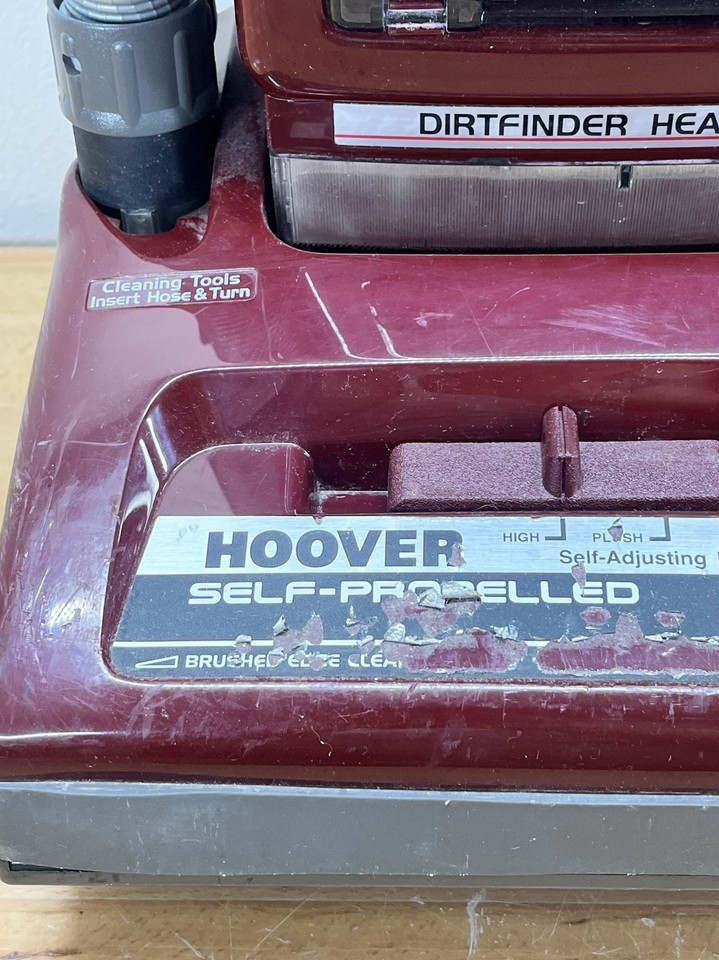 DIRTFINDER HEA
Cleaning Tools
Insert Hose & Turn
HOOVER
HIGH PLUSH
Self-Adjusting
SELF-PROPELLED
BRUSHED EDGE CLEA